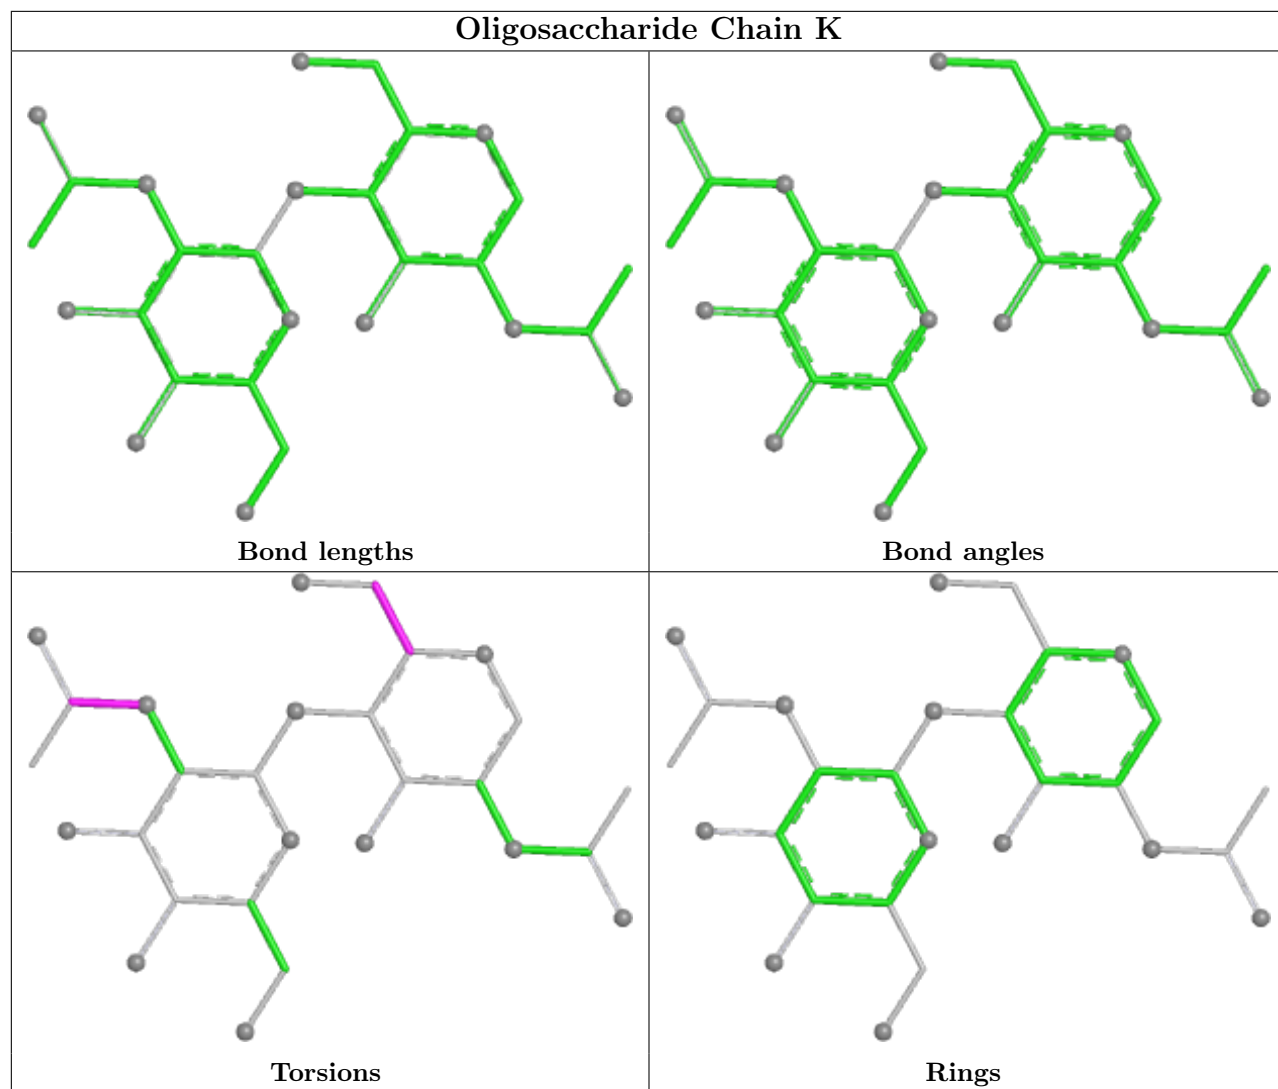 Oligosaccharide Chain K
Bond lengths
Bond angles
Torsions
Rings